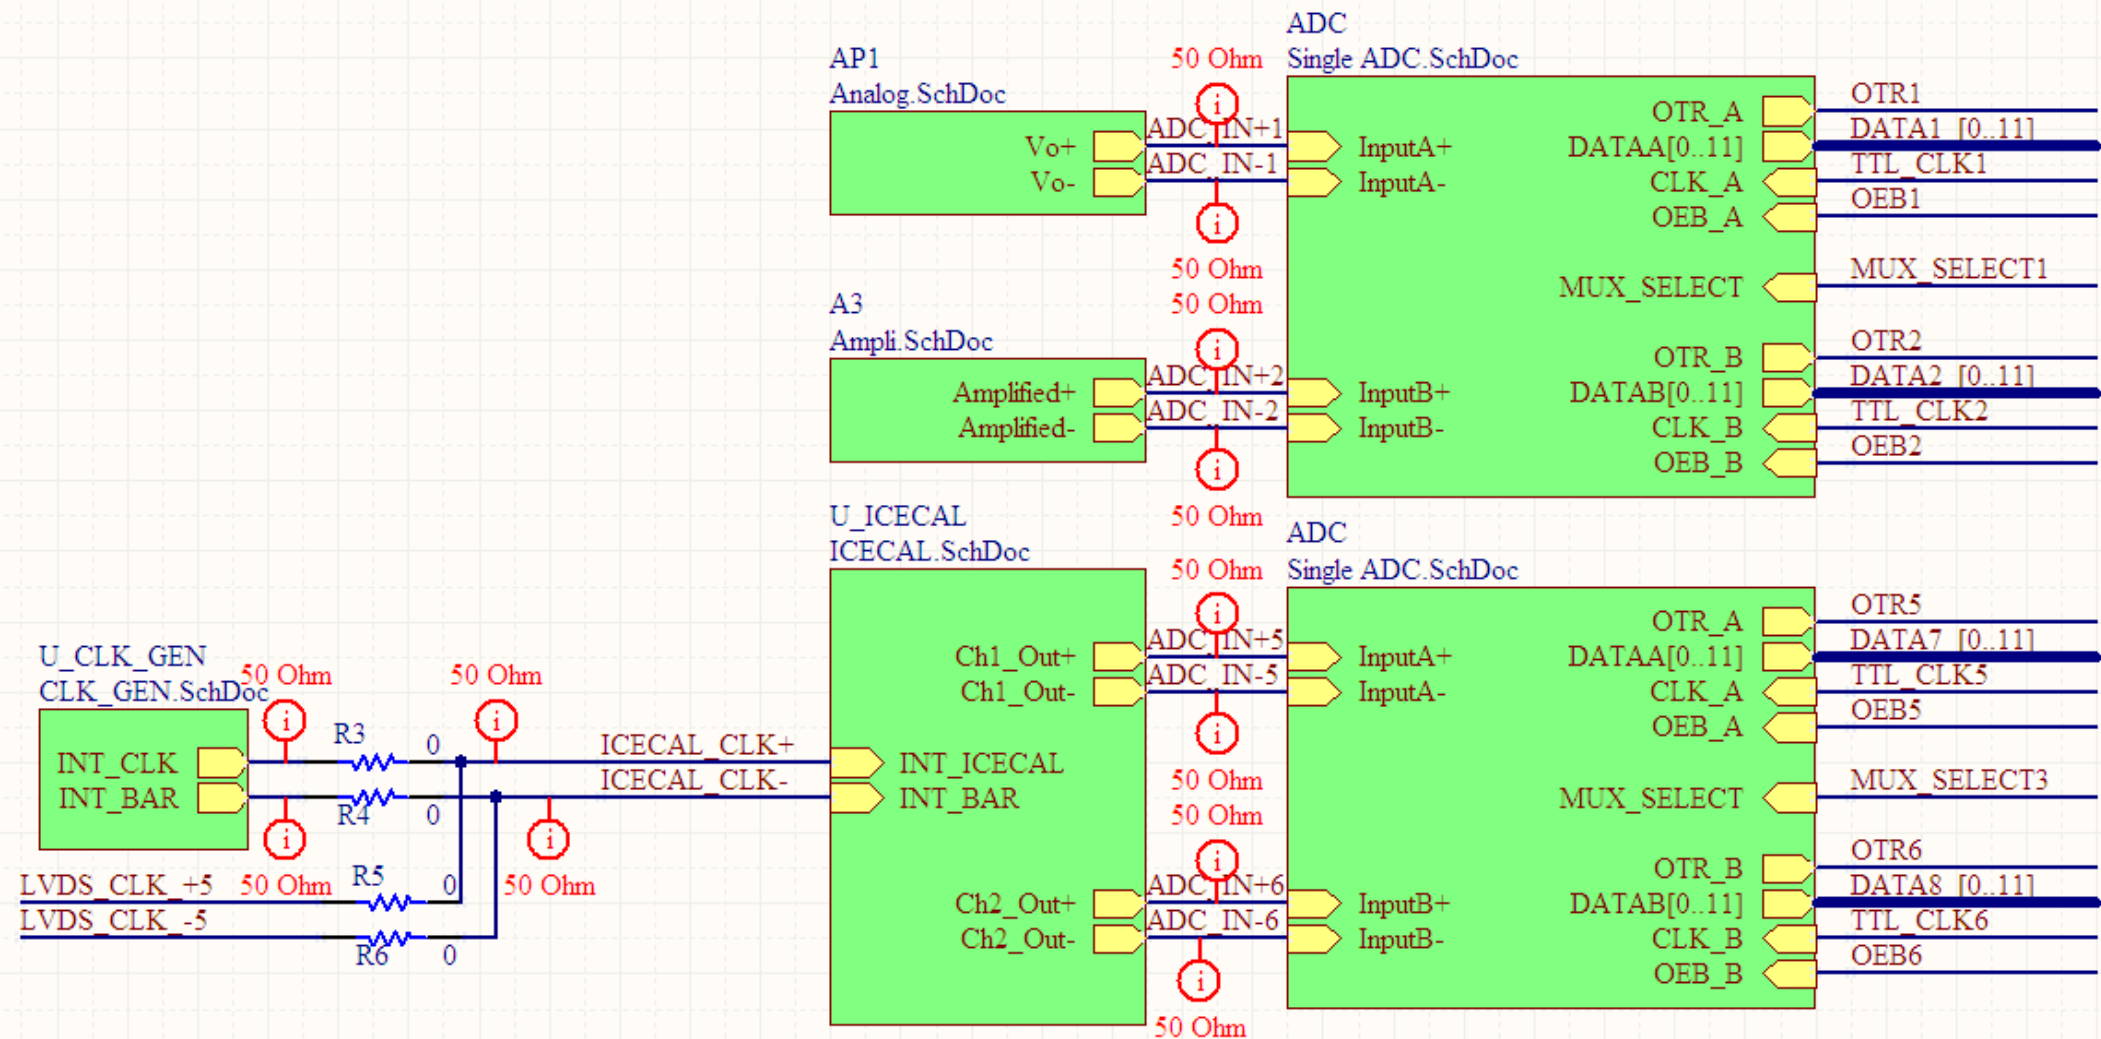 ADC
AP1
50 Ohm
Single ADC.SchDoc
Analog.SchDoc
i
OTR_A
OTR1
Vo+
ADC_IN+1
InputA+
DATAA[0..11]
DATA1_[0..11]
Vo-
ADC_IN-1
InputA-
CLK_A
TTL_CLK1
i
OEB_A
OEB1
50 Ohm
MUX_SELECT
MUX_SELECT1
A3
50 Ohm
Ampli.SchDoc
i
OTR_B
OTR2
Amplified+
ADC_IN+2
InputB+
DATAB[0..11]
DATA2_[0..11]
Amplified-
ADC_IN-2
InputB-
CLK_B
TTL_CLK2
i
OEB_B
OEB2
50 Ohm
U_ICECAL
ICECAL.SchDoc
ADC
50 Ohm
Single ADC.SchDoc
i
OTR_A
OTR5
Ch1_Out+
ADC_IN+5
InputA+
DATAA[0..11]
DATA7_[0..11]
Ch1_Out-
ADC_IN-5
InputA-
CLK_A
TTL_CLK5
i
OEB_A
OEB5
50 Ohm
MUX_SELECT
MUX_SELECT3
U_CLK_GEN
CLK_GEN.SchDoc
50 Ohm
50 Ohm
i
i
INT_CLK
R3
0
ICECAL_CLK+
INT_ICECAL
INT_BAR
R4
0
ICECAL_CLK-
INT_BAR
i
i
50 Ohm
50 Ohm
LVDS_CLK_+5
R5
0
LVDS_CLK_-5
R6
0
50 Ohm
i
OTR_B
OTR6
Ch2_Out+
ADC_IN+6
InputB+
DATAB[0..11]
DATA8_[0..11]
Ch2_Out-
ADC_IN-6
InputB-
CLK_B
TTL_CLK6
i
OEB_B
OEB6
50 Ohm